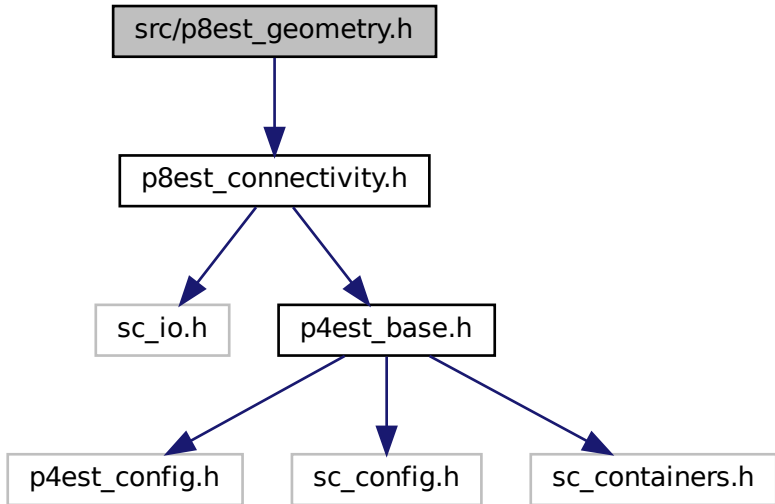 src/p8est_geometry.h
p8est_connectivity.h
sc_io.h
p4est_base.h
p4est_config.h
sc_config.h
sc_containers.h